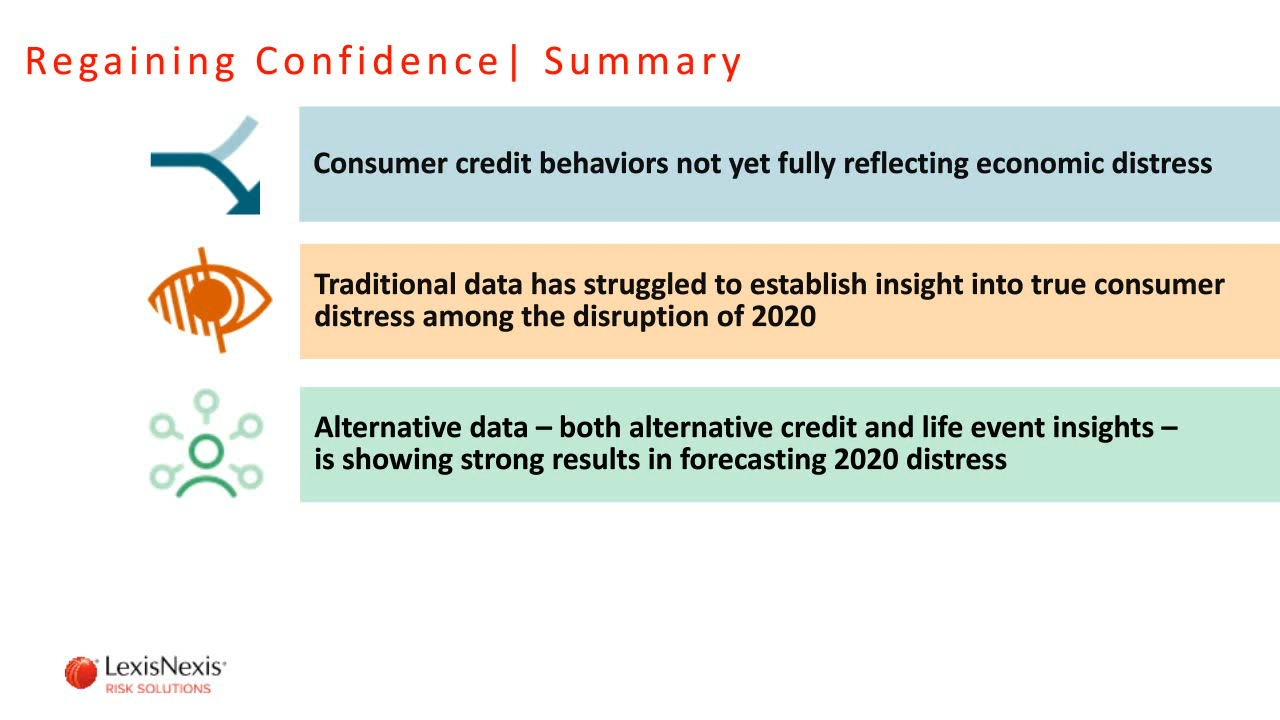 Regaining Confidence| Summary
Consumer credit behaviors not yet fully reflecting economic distress
Traditional data has struggled to establish insight into true consumer
distress among the disruption of 2020
Alternative data – both alternative credit and life event insights –
is showing strong results in forecasting 2020 distress
LexisNexis®
RISK SOLUTIONS